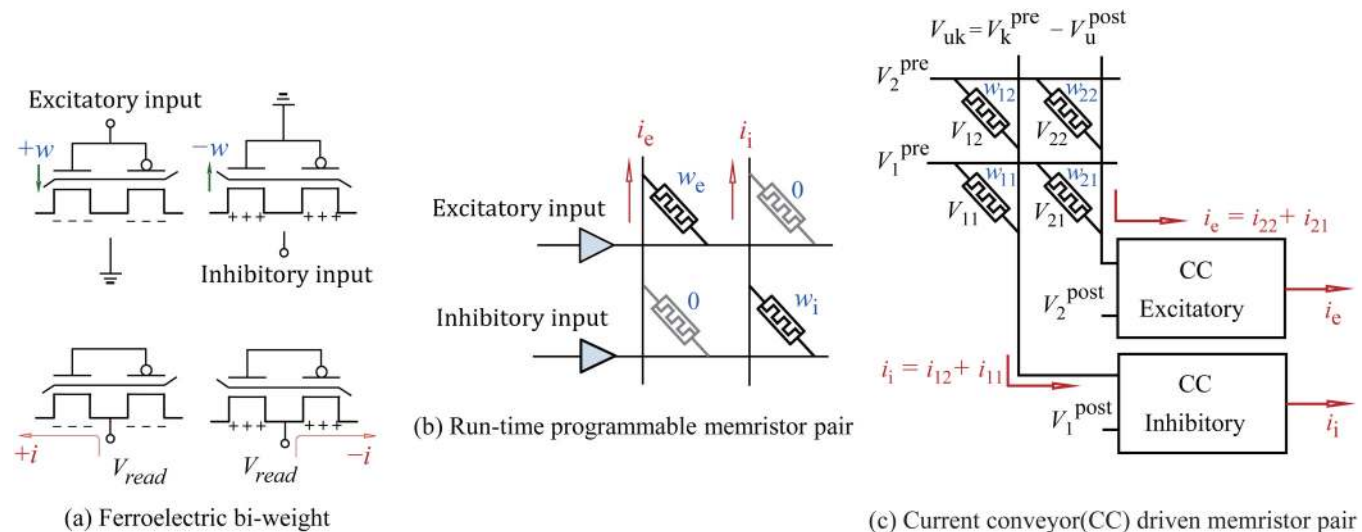 Excitatory input
+w
−w
− − − −  − − − −
+ + +  + + +
Inhibitory input
− − − −  − − − −
+ + +  + + +
+i
V_read
V_read
−i
(a) Ferroelectric bi-weight
i_e
i_i
w_e
0
Excitatory input
0
w_i
Inhibitory input
(b) Run-time programmable memristor pair
V_uk = V_k^pre − V_u^post
V_2^pre
w_12
w_22
V_12
V_22
V_1^pre
w_11
w_21
V_11
V_21
i_e = i_22 + i_21
CC
Excitatory
V_2^post
i_e
i_i = i_12 + i_11
CC
Inhibitory
V_1^post
i_i
(c) Current conveyor(CC) driven memristor pair